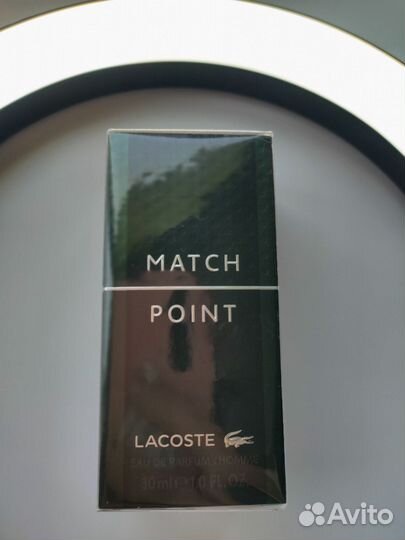 MATCH
POINT
LACOSTE
EAU DE PARFUM L'HOMME
30ml ℮ 1.0 FL.OZ.
Avito